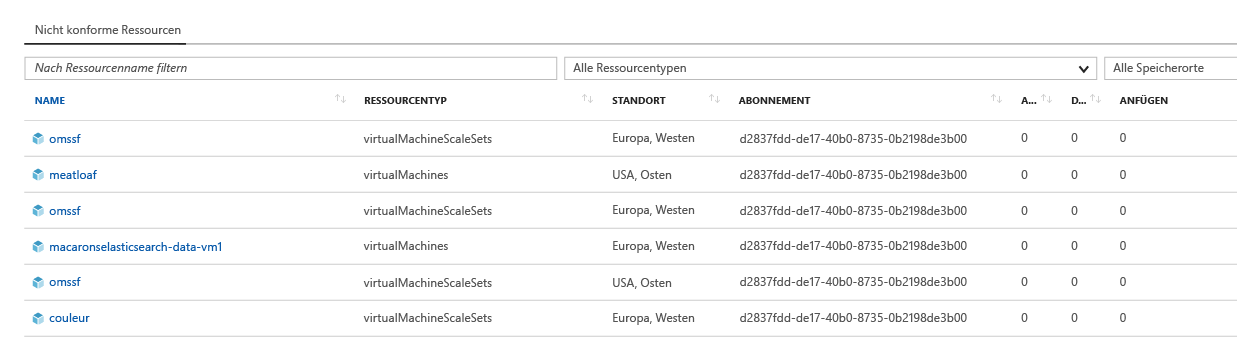 Nicht konforme Ressourcen
Nach Ressourcenname filtern Alle Ressourcentypen Alle Speicherorte
NAME RESSOURCENTYP STANDORT ABONNEMENT A... D... ANFÜGEN
omssf virtualMachineScaleSets Europa, Westen d2837fdd-de17-40b0-8735-0b2198de3b00 0 0 0
meatloaf virtualMachines USA, Osten d2837fdd-de17-40b0-8735-0b2198de3b00 0 0 0
omssf virtualMachineScaleSets Europa, Westen d2837fdd-de17-40b0-8735-0b2198de3b00 0 0 0
macaronselasticsearch-data-vm1 virtualMachines Europa, Westen d2837fdd-de17-40b0-8735-0b2198de3b00 0 0 0
omssf virtualMachineScaleSets USA, Osten d2837fdd-de17-40b0-8735-0b2198de3b00 0 0 0
couleur virtualMachineScaleSets Europa, Westen d2837fdd-de17-40b0-8735-0b2198de3b00 0 0 0